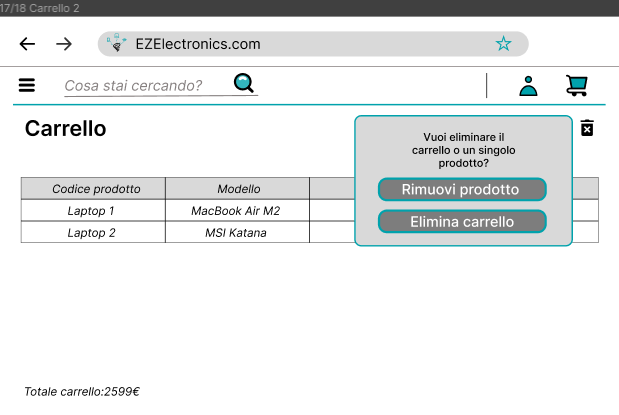 17/18 Carrello 2
EZElectronics.com
Cosa stai cercando?
Carrello
Vuoi eliminare il
carrello o un singolo
prodotto?
Rimuovi prodotto
Elimina carrello
Codice prodotto Modello
Laptop 1 MacBook Air M2
Laptop 2 MSI Katana
Totale carrello:2599€